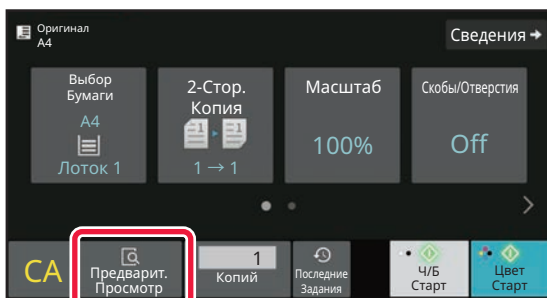 Оригинал
A4
Сведения
Выбор
Бумаги
A4
Лоток 1
2-Стор.
Копия
1 → 1
Масштаб
100%
Скобы/Отверстия
Off
CA
Предварит.
Просмотр
1
Копий
Последние
Задания
Ч/Б
Старт
Цвет
Старт